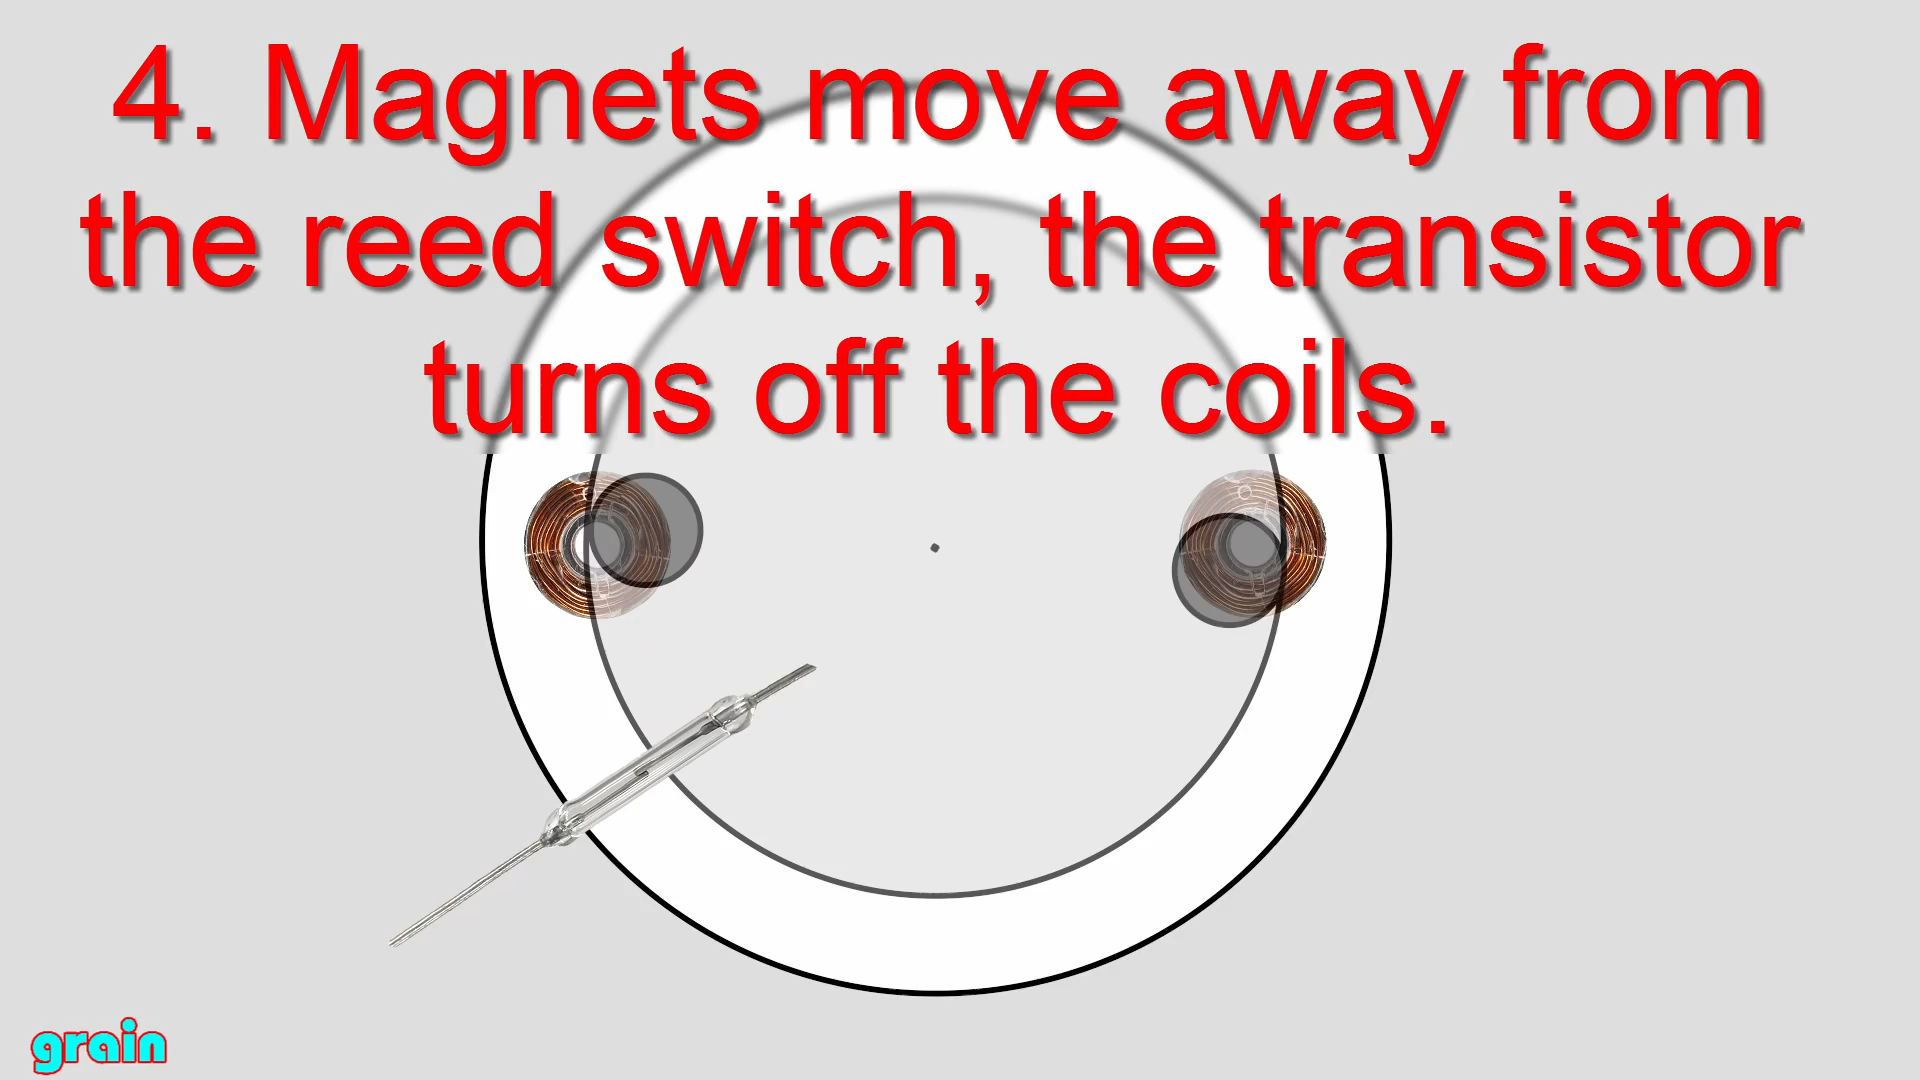 4. Magnets move away from
the reed switch, the transistor
turns off the coils.
grain